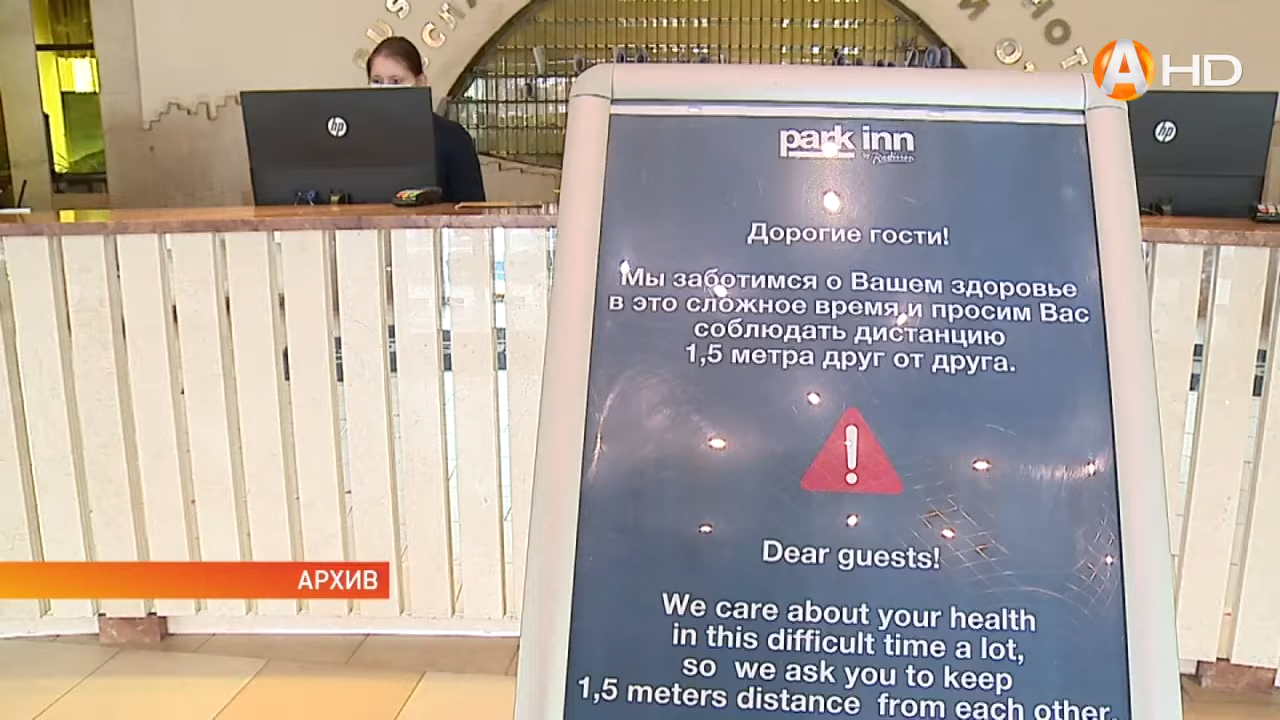 A HD
hp
hp
park inn
by Radisson
Дорогие гости!
Мы заботимся о Вашем здоровье
в это сложное время и просим Вас
соблюдать дистанцию
1,5 метра друг от друга.
Dear guests!
We care about your health
in this difficult time a lot,
so we ask you to keep
1,5 meters distance from each other.
АРХИВ